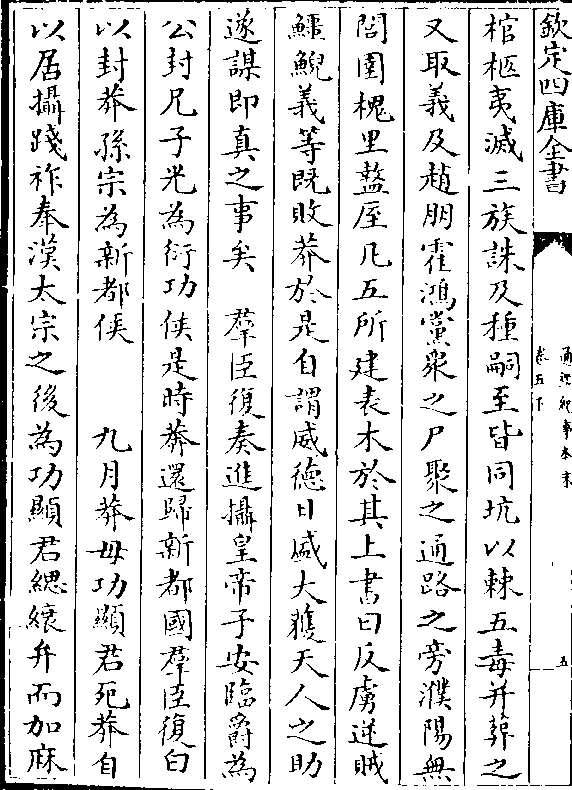 欽定四庫全書
通鑑紀事本末
卷五下
五
棺柩夷滅三族誅及種嗣至皆同坑以棘五毒并葬之
又取義及趙朋霍鴻黨衆之尸聚之通路之旁濮陽無
閻圉槐里盩厔凡五所建表木於其上書曰反虜逆賊
鱷鯢義等既敗莽於是自謂威德日盛大獲天人之助
遂謀即真之事矣 羣臣復奏進攝皇帝子安臨爵為
公封兄子光為衍功侯是時莽還歸新都國羣臣復白
以封莽孫宗為新都侯 九月莽母功顯君死莽自
以居攝踐祚奉漢太宗之後為功顯君緦縗弁而加麻